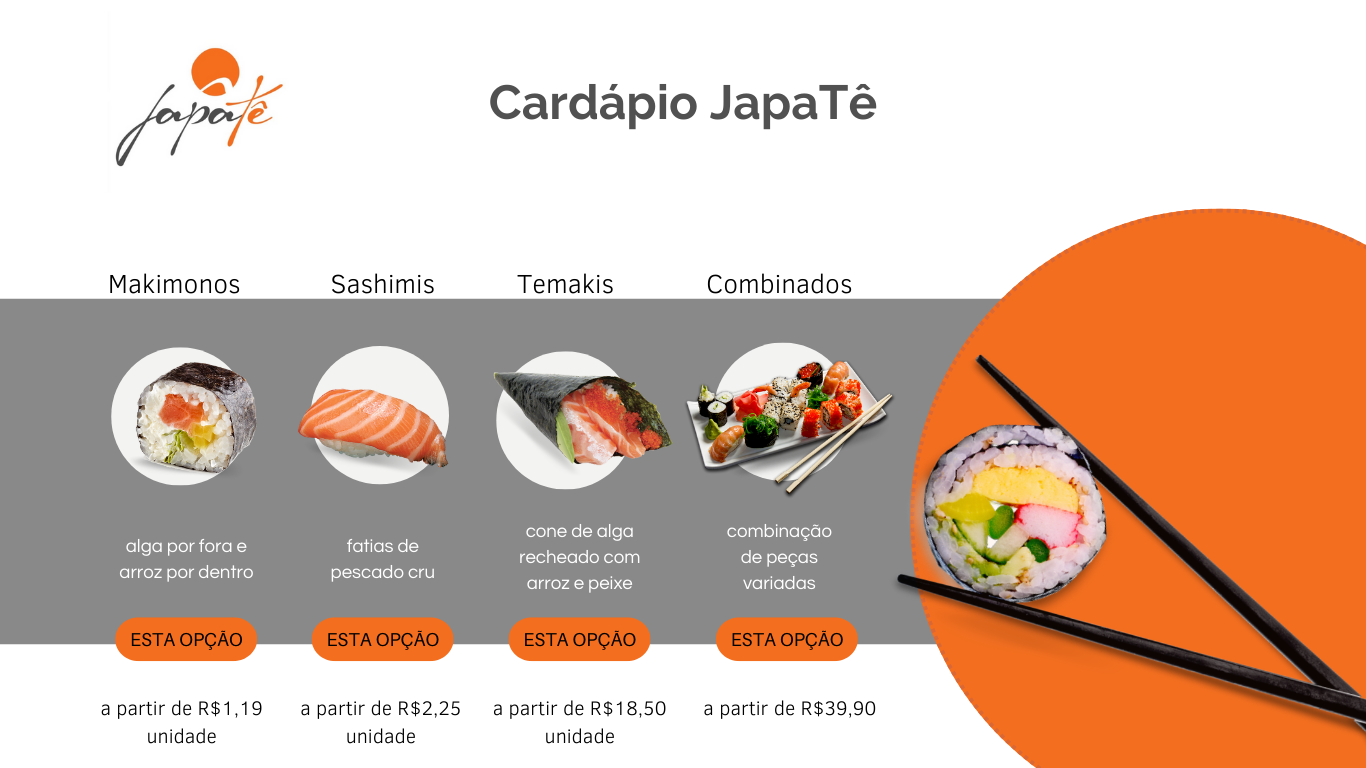 JapaTê
Cardápio JapaTê
Makimonos
Sashimis
Temakis
Combinados
alga por fora e
arroz por dentro
fatias de
pescado cru
cone de alga
recheado com
arroz e peixe
combinação
de peças
variadas
ESTA OPÇÃO
ESTA OPÇÃO
ESTA OPÇÃO
ESTA OPÇÃO
a partir de R$1,19
unidade
a partir de R$2,25
unidade
a partir de R$18,50
unidade
a partir de R$39,90